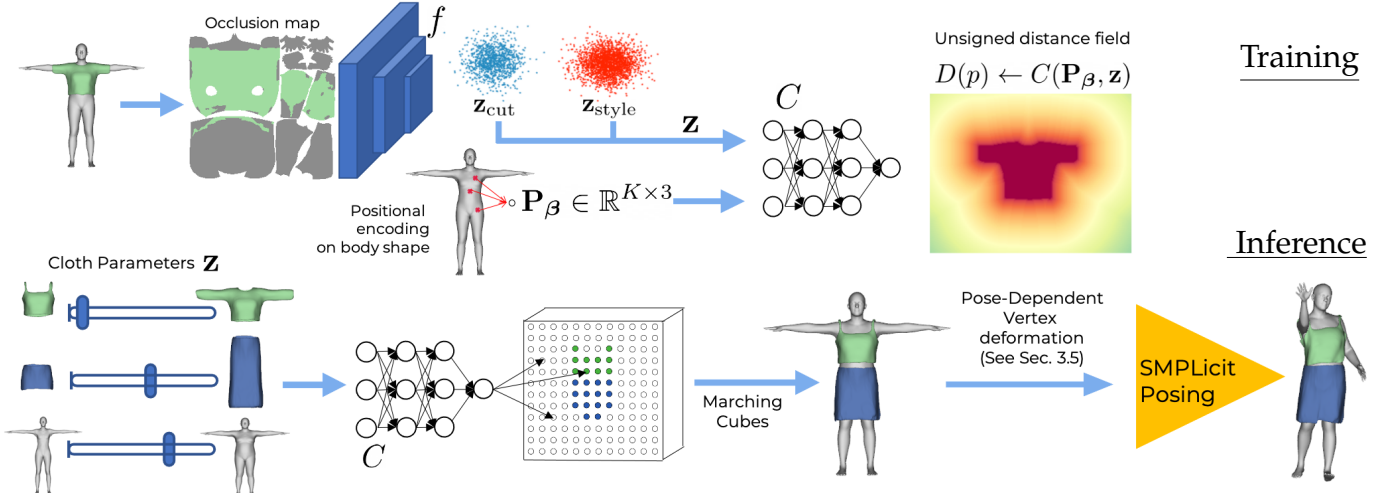 Occlusion map
f
z_cut
z_style
z
Positional
encoding
on body shape
P_β ∈ ℝ^{K×3}
C
Unsigned distance field
D(p) ← C(P_β, z)
Training
Inference
Cloth Parameters z
C
Marching
Cubes
Pose-Dependent
Vertex
deformation
(See Sec. 3.5)
SMPLicit
Posing